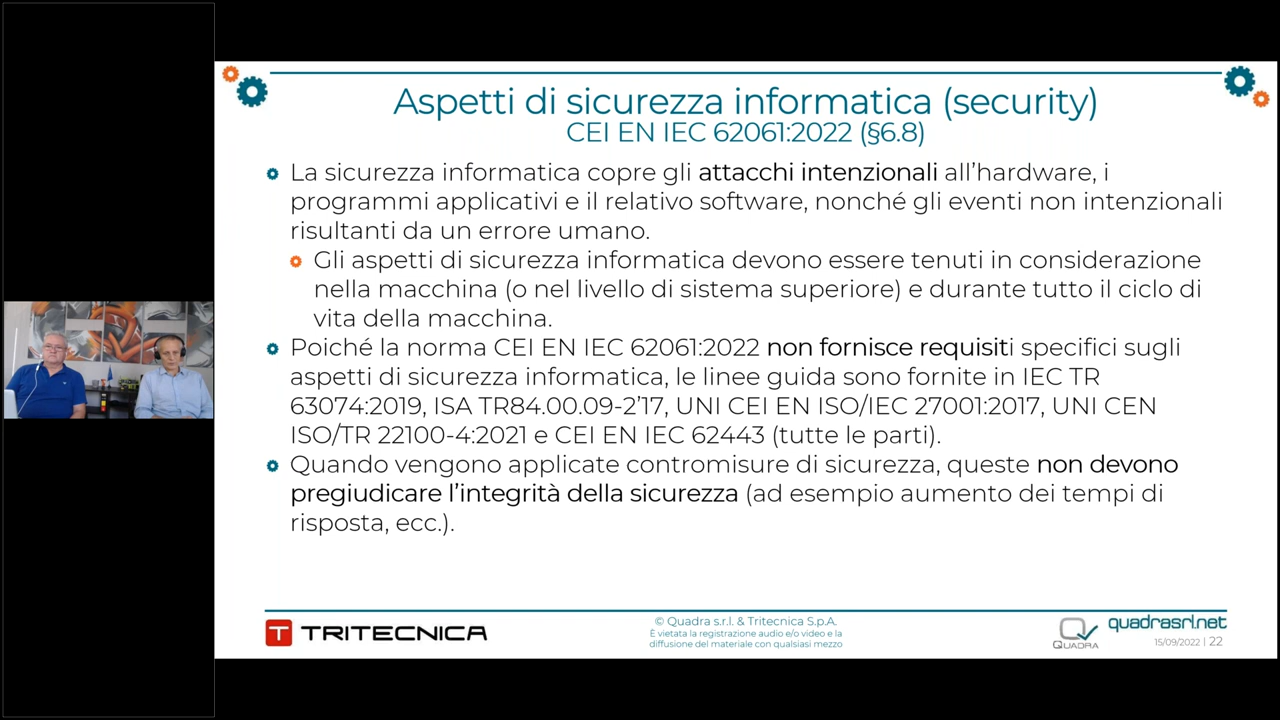 Aspetti di sicurezza informatica (security)
CEI EN IEC 62061:2022 (§6.8)
La sicurezza informatica copre gli attacchi intenzionali all'hardware, i
programmi applicativi e il relativo software, nonché gli eventi non intenzionali
risultanti da un errore umano.
Gli aspetti di sicurezza informatica devono essere tenuti in considerazione
nella macchina (o nel livello di sistema superiore) e durante tutto il ciclo di
vita della macchina.
Poiché la norma CEI EN IEC 62061:2022 non fornisce requisiti specifici sugli
aspetti di sicurezza informatica, le linee guida sono fornite in IEC TR
63074:2019, ISA TR84.00.09-2'17, UNI CEI EN ISO/IEC 27001:2017, UNI CEN
ISO/TR 22100-4:2021 e CEI EN IEC 62443 (tutte le parti).
Quando vengono applicate contromisure di sicurezza, queste non devono
pregiudicare l'integrità della sicurezza (ad esempio aumento dei tempi di
risposta, ecc.).
TRITECNICA
© Quadra s.r.l. & Tritecnica S.p.A.
È vietata la registrazione audio e/o video e la
diffusione del materiale con qualsiasi mezzo
QUADRA
quadrasrl.net
15/09/2022 | 22